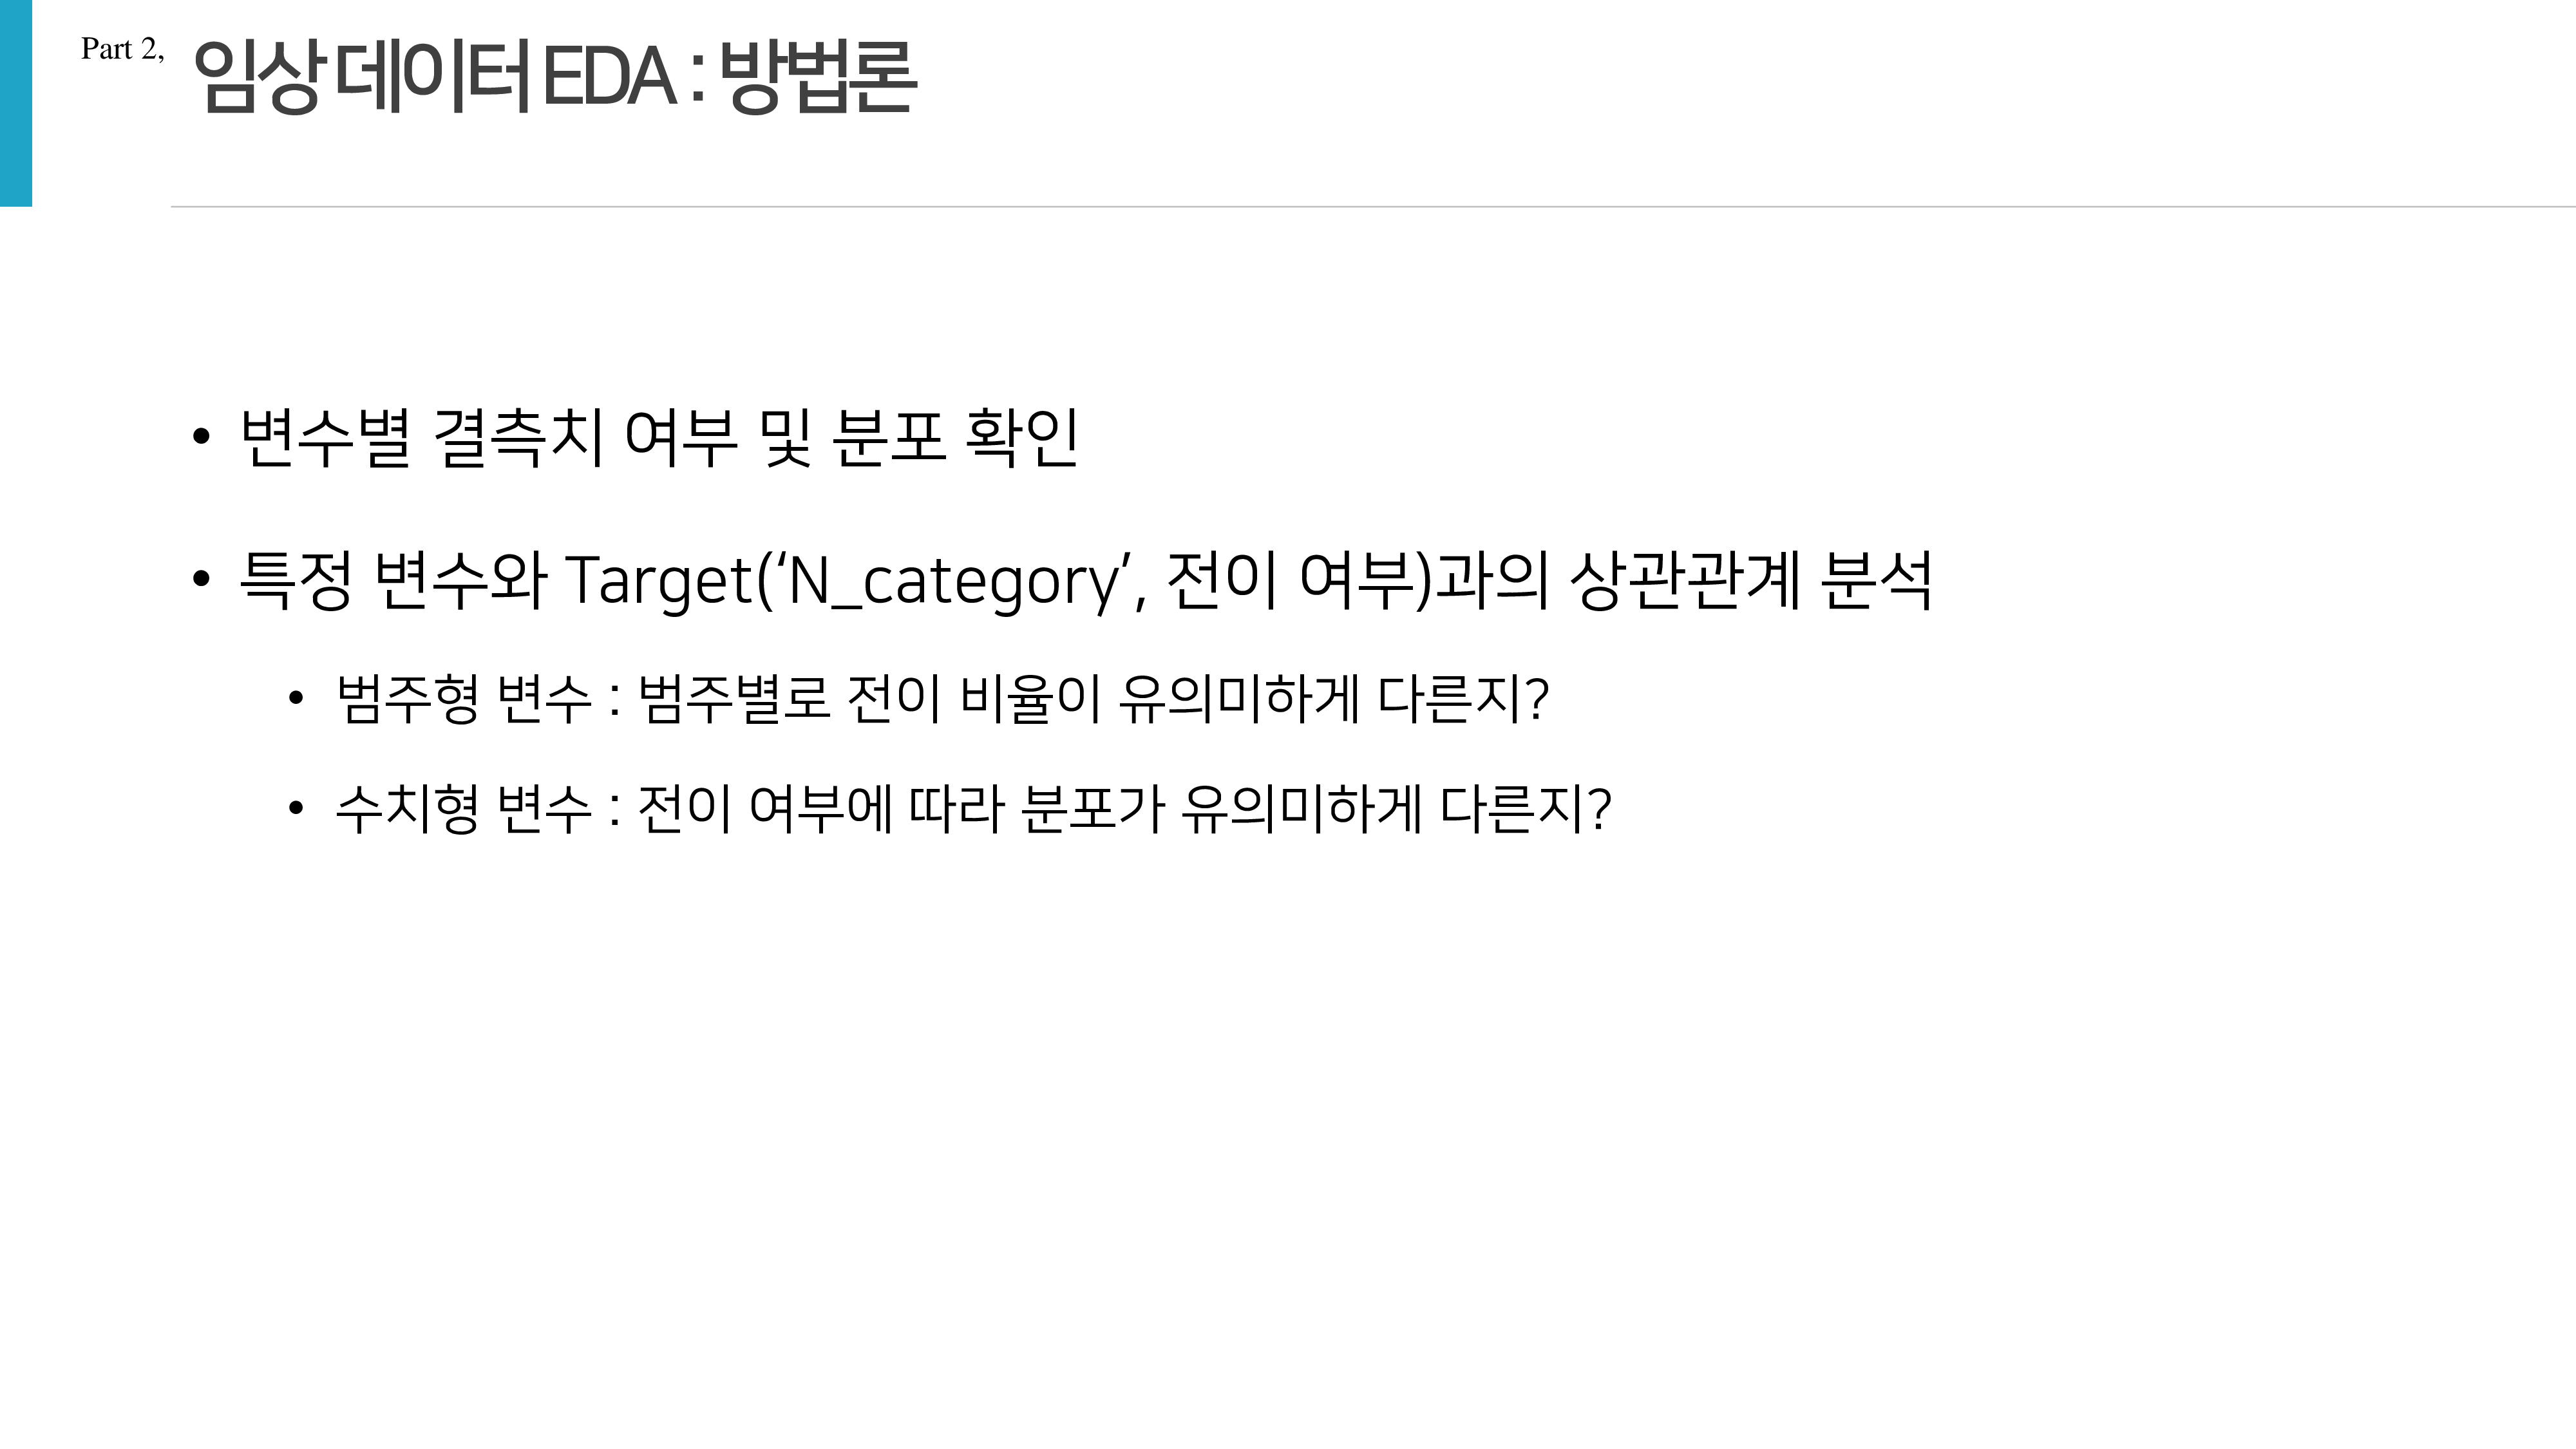 Part 2,
임상 데이터 EDA : 방법론
• 변수별 결측치 여부 및 분포 확인
• 특정 변수와 Target(‘N_category’, 전이 여부)과의 상관관계 분석
• 범주형 변수 : 범주별로 전이 비율이 유의미하게 다른지?
• 수치형 변수 : 전이 여부에 따라 분포가 유의미하게 다른지?